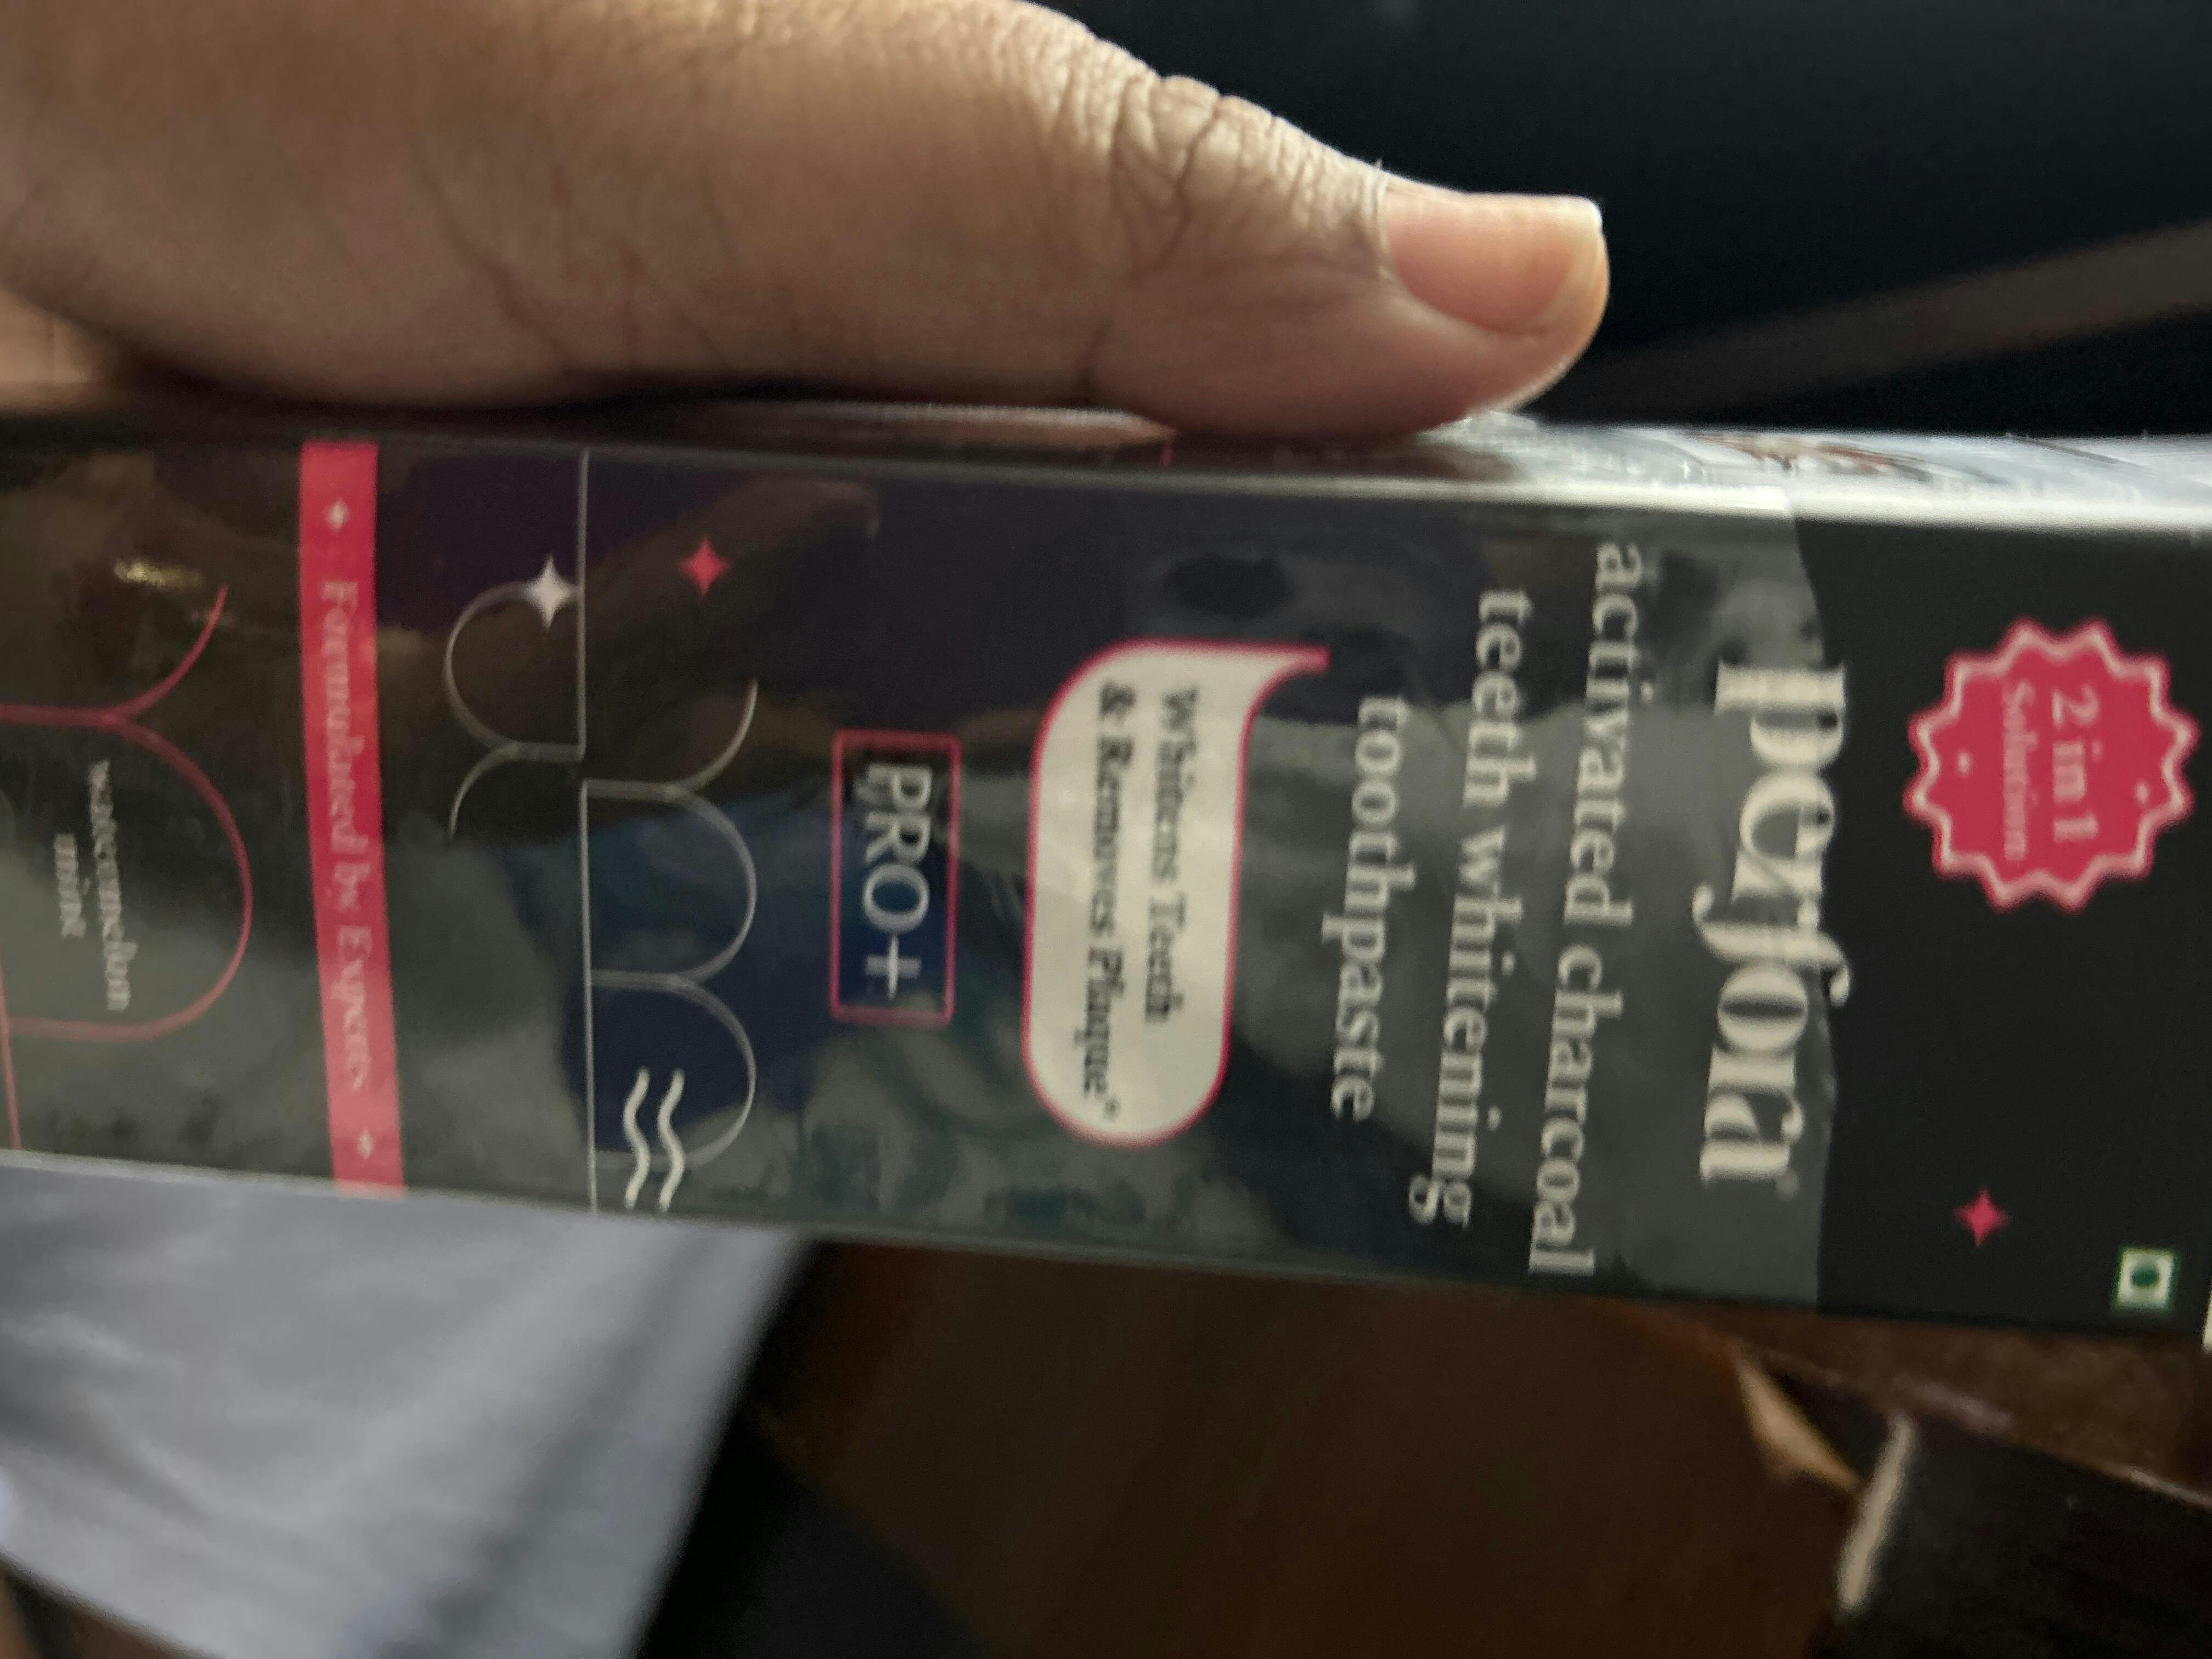 2 in 1
Solution
perfora
activated charcoal
teeth whitening
toothpaste
Whitens Teeth
& Removes Plaque*
PRO+
Formulated by Experts
watermelon
mint